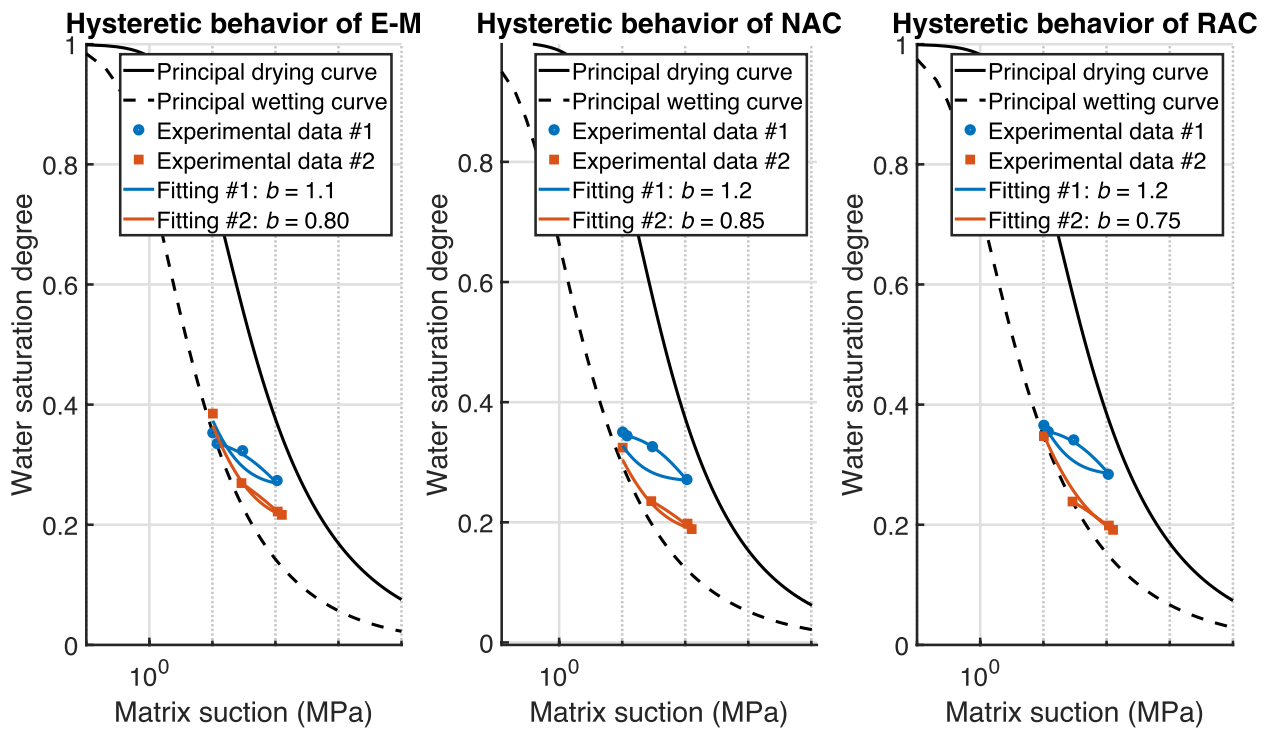 Hysteretic behavior of E-M
1
0.8
0.6
0.4
0.2
0
Water saturation degree
Principal drying curve
Principal wetting curve
Experimental data #1
Experimental data #2
Fitting #1: b = 1.1
Fitting #2: b = 0.80
10^0
Matrix suction (MPa)
Hysteretic behavior of NAC
0.8
0.6
0.4
0.2
0
Water saturation degree
Principal drying curve
Principal wetting curve
Experimental data #1
Experimental data #2
Fitting #1: b = 1.2
Fitting #2: b = 0.85
10^0
Matrix suction (MPa)
Hysteretic behavior of RAC
1
0.8
0.6
0.4
0.2
0
Water saturation degree
Principal drying curve
Principal wetting curve
Experimental data #1
Experimental data #2
Fitting #1: b = 1.2
Fitting #2: b = 0.75
10^0
Matrix suction (MPa)